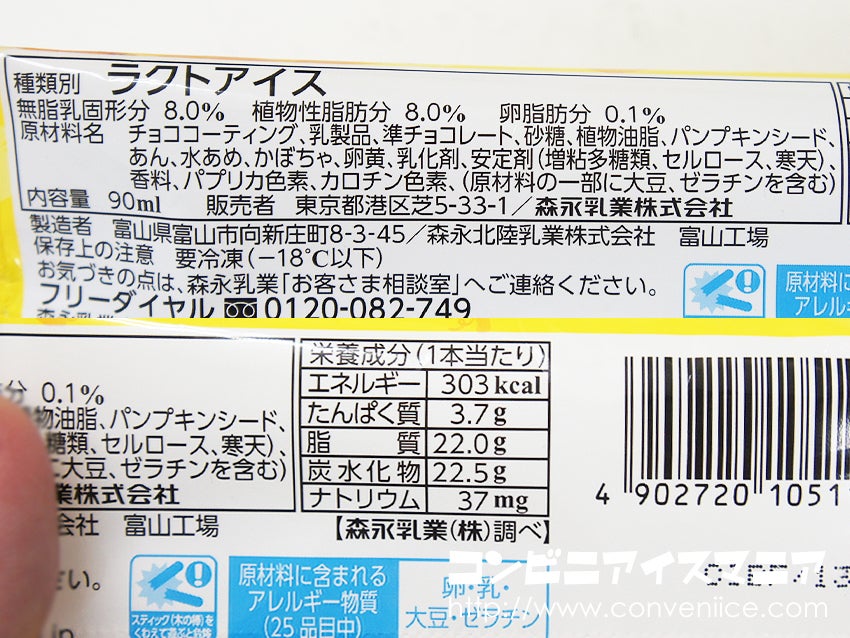 種類別 ラクトアイス
無脂乳固形分 8.0% 植物性脂肪分 8.0% 卵脂肪分 0.1%
原材料名 チョココーティング、乳製品、準チョコレート、砂糖、植物油脂、パンプキンシード、
あん、水あめ、かぼちゃ、卵黄、乳化剤、安定剤(増粘多糖類、セルロース、寒天)、
香料、パプリカ色素、カロチン色素、(原材料の一部に大豆、ゼラチンを含む)
内容量 90ml 販売者 東京都港区芝5-33-1/森永乳業株式会社
製造者 富山県富山市向新庄町8-3-45/森永北陸乳業株式会社 富山工場
保存上の注意 要冷凍(-18℃以下)
お気づきの点は、森永乳業「お客さま相談室」へご連絡ください。
フリーダイヤル 0120-082-749
原材料に
アレル
分 0.1%
物油脂、パンプキンシード、
糖類、セルロース、寒天)、
に大豆、ゼラチンを含む)
業株式会社
会社 富山工場
さい。
栄養成分(1本当たり)
エネルギー 303kcal
たんぱく質 3.7g
脂質 22.0g
炭水化物 22.5g
ナトリウム 37mg
【森永乳業(株)調べ】
4 902720 1051
スティック(木の棒)を
くわえて遊ぶと危険
原材料に含まれる
アレルギー物質
(25品目中)
卵・乳・
大豆・ゼラチン
コンビニアイスマニア
http://www.conveniice.com/